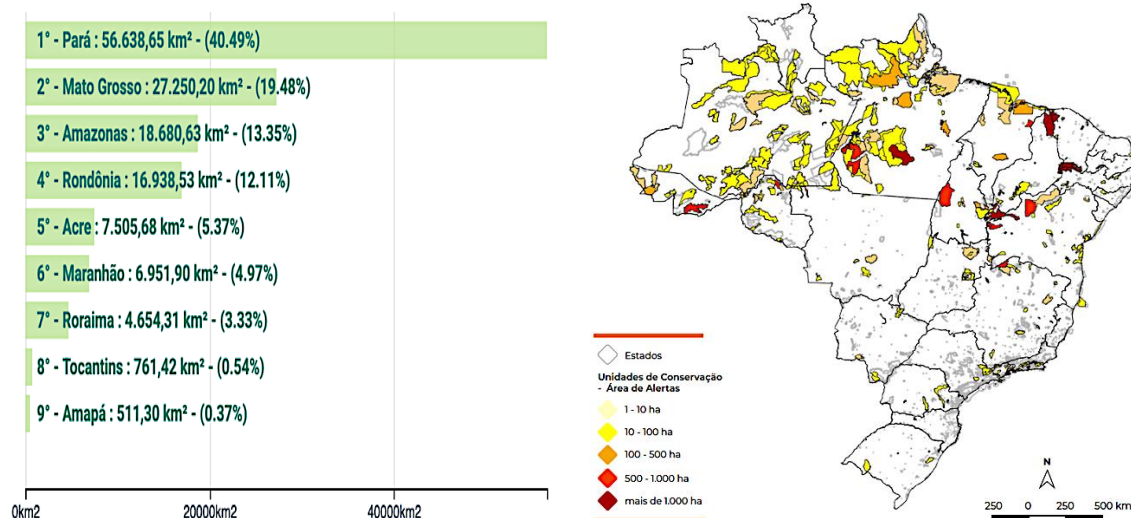 1° - Pará : 56.638,65 km² - (40.49%)
2° - Mato Grosso : 27.250,20 km² - (19.48%)
3° - Amazonas : 18.680,63 km² - (13.35%)
4° - Rondônia : 16.938,53 km² - (12.11%)
5° - Acre : 7.505,68 km² - (5.37%)
6° - Maranhão : 6.951,90 km² - (4.97%)
7° - Roraima : 4.654,31 km² - (3.33%)
8° - Tocantins : 761,42 km² - (0.54%)
9° - Amapá : 511,30 km² - (0.37%)
0km2 20000km2 40000km2
Estados
Unidades de Conservação
- Área de Alertas
1 - 10 ha
10 - 100 ha
100 - 500 ha
500 - 1.000 ha
mais de 1.000 ha
N
250 0 250 500 km